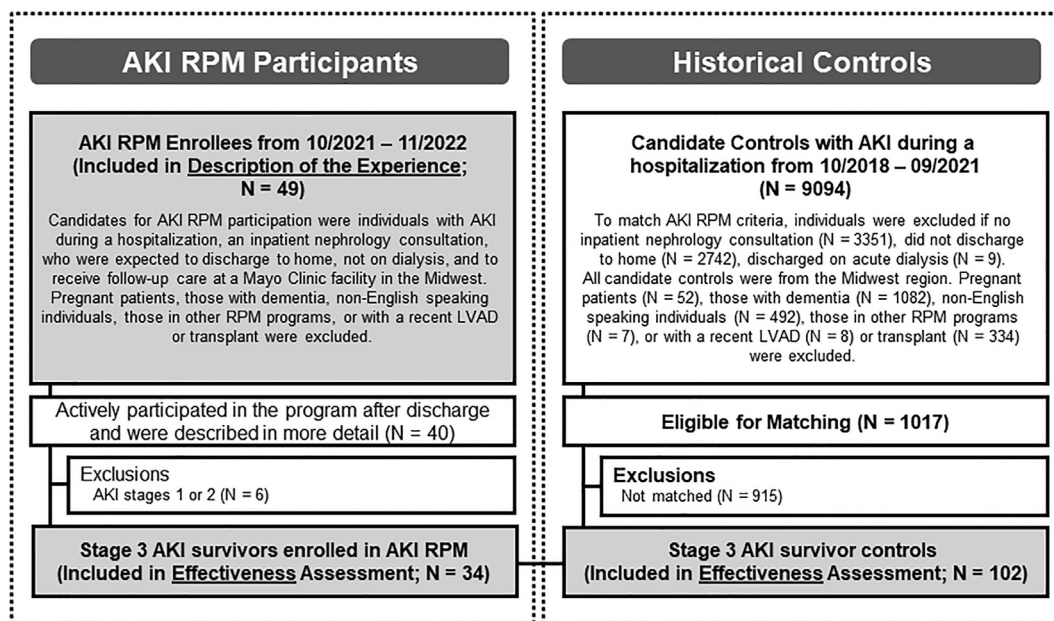 AKI RPM Participants
AKI RPM Enrollees from 10/2021 – 11/2022
(Included in Description of the Experience;
N = 49)
Candidates for AKI RPM participation were individuals with AKI
during a hospitalization, an inpatient nephrology consultation,
who were expected to discharge to home, not on dialysis, and to
receive follow-up care at a Mayo Clinic facility in the Midwest.
Pregnant patients, those with dementia, non-English speaking
individuals, those in other RPM programs, or with a recent LVAD
or transplant were excluded.
Actively participated in the program after discharge
and were described in more detail (N = 40)
Exclusions
AKI stages 1 or 2 (N = 6)
Stage 3 AKI survivors enrolled in AKI RPM
(Included in Effectiveness Assessment; N = 34)
Historical Controls
Candidate Controls with AKI during a
hospitalization from 10/2018 – 09/2021
(N = 9094)
To match AKI RPM criteria, individuals were excluded if no
inpatient nephrology consultation (N = 3351), did not discharge
to home (N = 2742), discharged on acute dialysis (N = 9).
All candidate controls were from the Midwest region. Pregnant
patients (N = 52), those with dementia (N = 1082), non-English
speaking individuals (N = 492), those in other RPM programs
(N = 7), or with a recent LVAD (N = 8) or transplant (N = 334)
were excluded.
Eligible for Matching (N = 1017)
Exclusions
Not matched (N = 915)
Stage 3 AKI survivor controls
(Included in Effectiveness Assessment; N = 102)